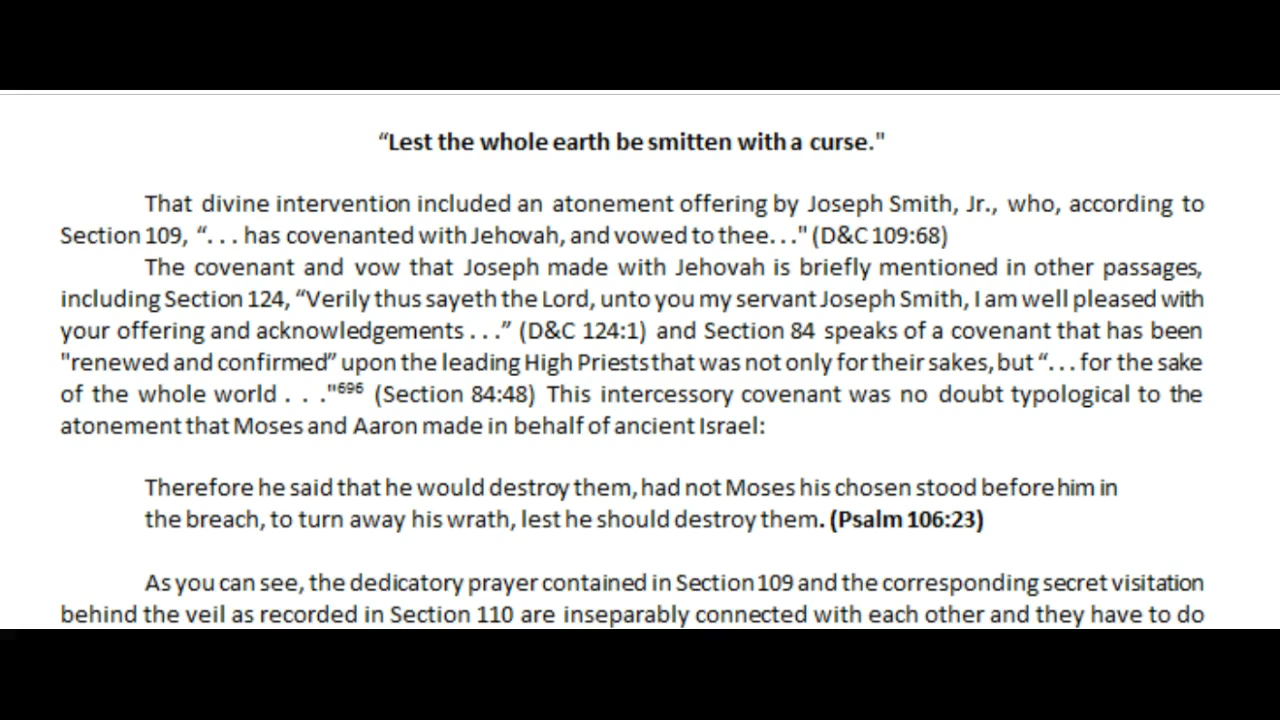 “Lest the whole earth be smitten with a curse."
That divine intervention included an atonement offering by Joseph Smith, Jr., who, according to
Section 109, “. . . has covenanted with Jehovah, and vowed to thee. . ." (D&C 109:68)
The covenant and vow that Joseph made with Jehovah is briefly mentioned in other passages,
including Section 124, “Verily thus sayeth the Lord, unto you my servant Joseph Smith, I am well pleased with
your offering and acknowledgements . . .” (D&C 124:1) and Section 84 speaks of a covenant that has been
"renewed and confirmed” upon the leading High Priests that was not only for their sakes, but “. . . for the sake
of the whole world . . ."⁶⁹⁶ (Section 84:48) This intercessory covenant was no doubt typological to the
atonement that Moses and Aaron made in behalf of ancient Israel:
Therefore he said that he would destroy them, had not Moses his chosen stood before him in
the breach, to turn away his wrath, lest he should destroy them. (Psalm 106:23)
As you can see, the dedicatory prayer contained in Section 109 and the corresponding secret visitation
behind the veil as recorded in Section 110 are inseparably connected with each other and they have to do